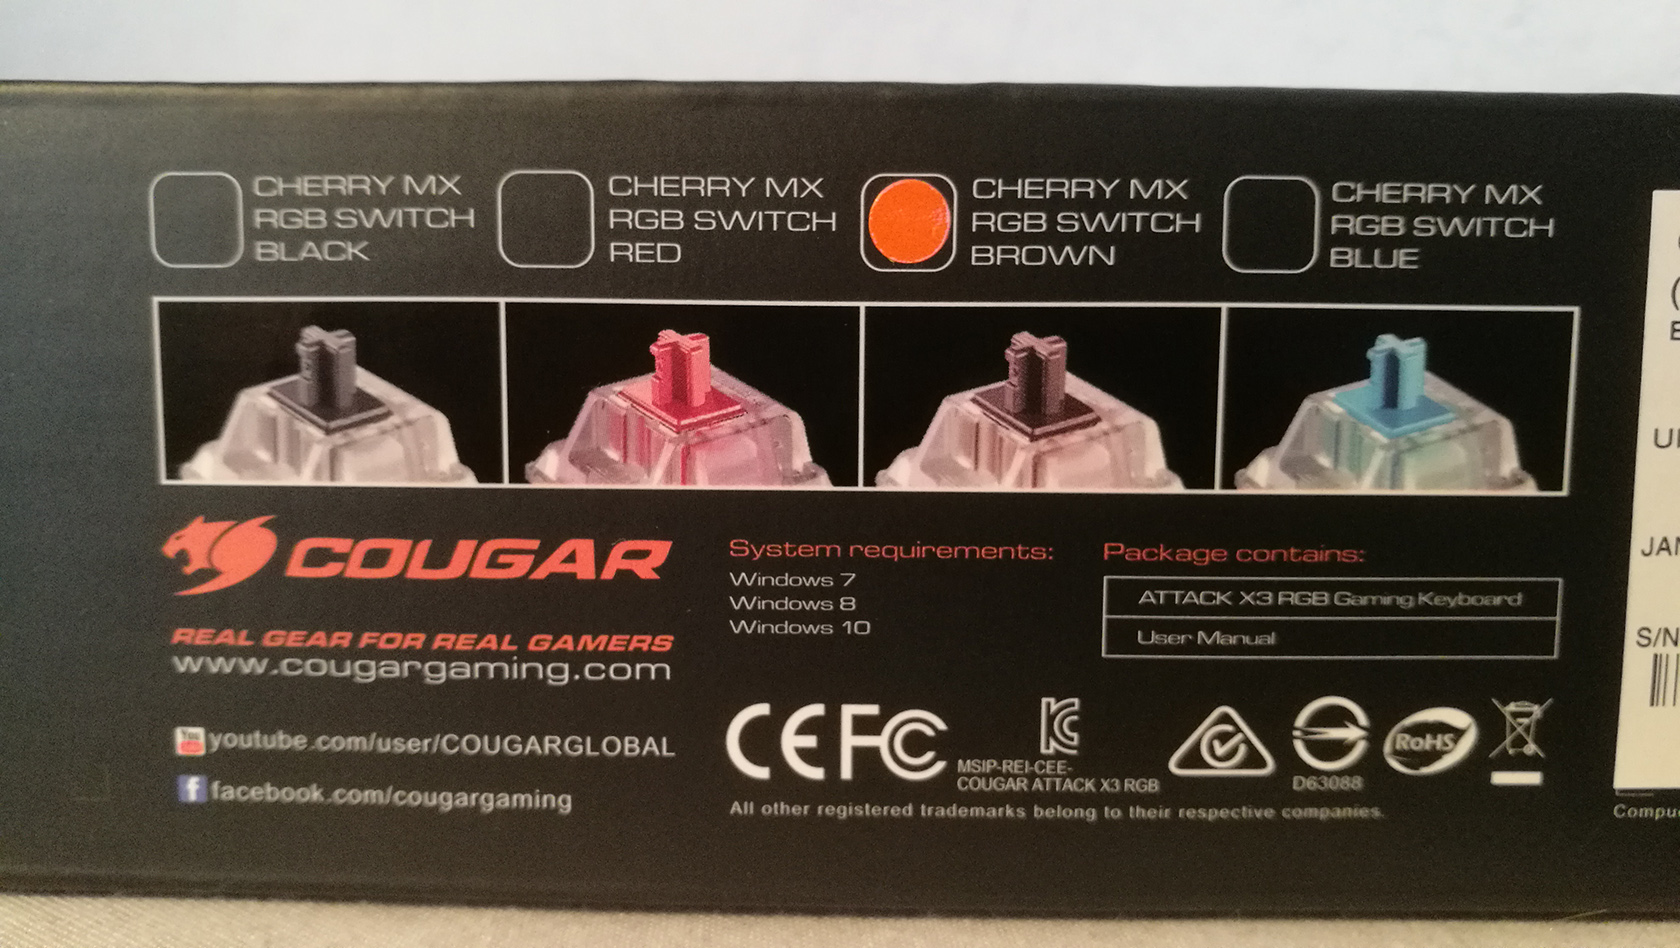 CHERRY MX
RGB SWITCH
BLACK
CHERRY MX
RGB SWITCH
RED
CHERRY MX
RGB SWITCH
BROWN
CHERRY MX
RGB SWITCH
BLUE
COUGAR
REAL GEAR FOR REAL GAMERS
www.cougargaming.com
You
youtube.com/user/COUGARGLOBAL
f facebook.com/cougargaming
System requirements:
Windows 7
Windows 8
Windows 10
Package contains:
ATTACK X3 RGB Gaming Keyboard
User Manual
CE FC
MSIP-REI-CEE-
COUGAR ATTACK X3 RGB
D63088
RoHS
All other registered trademarks belong to their respective companies.
S/N